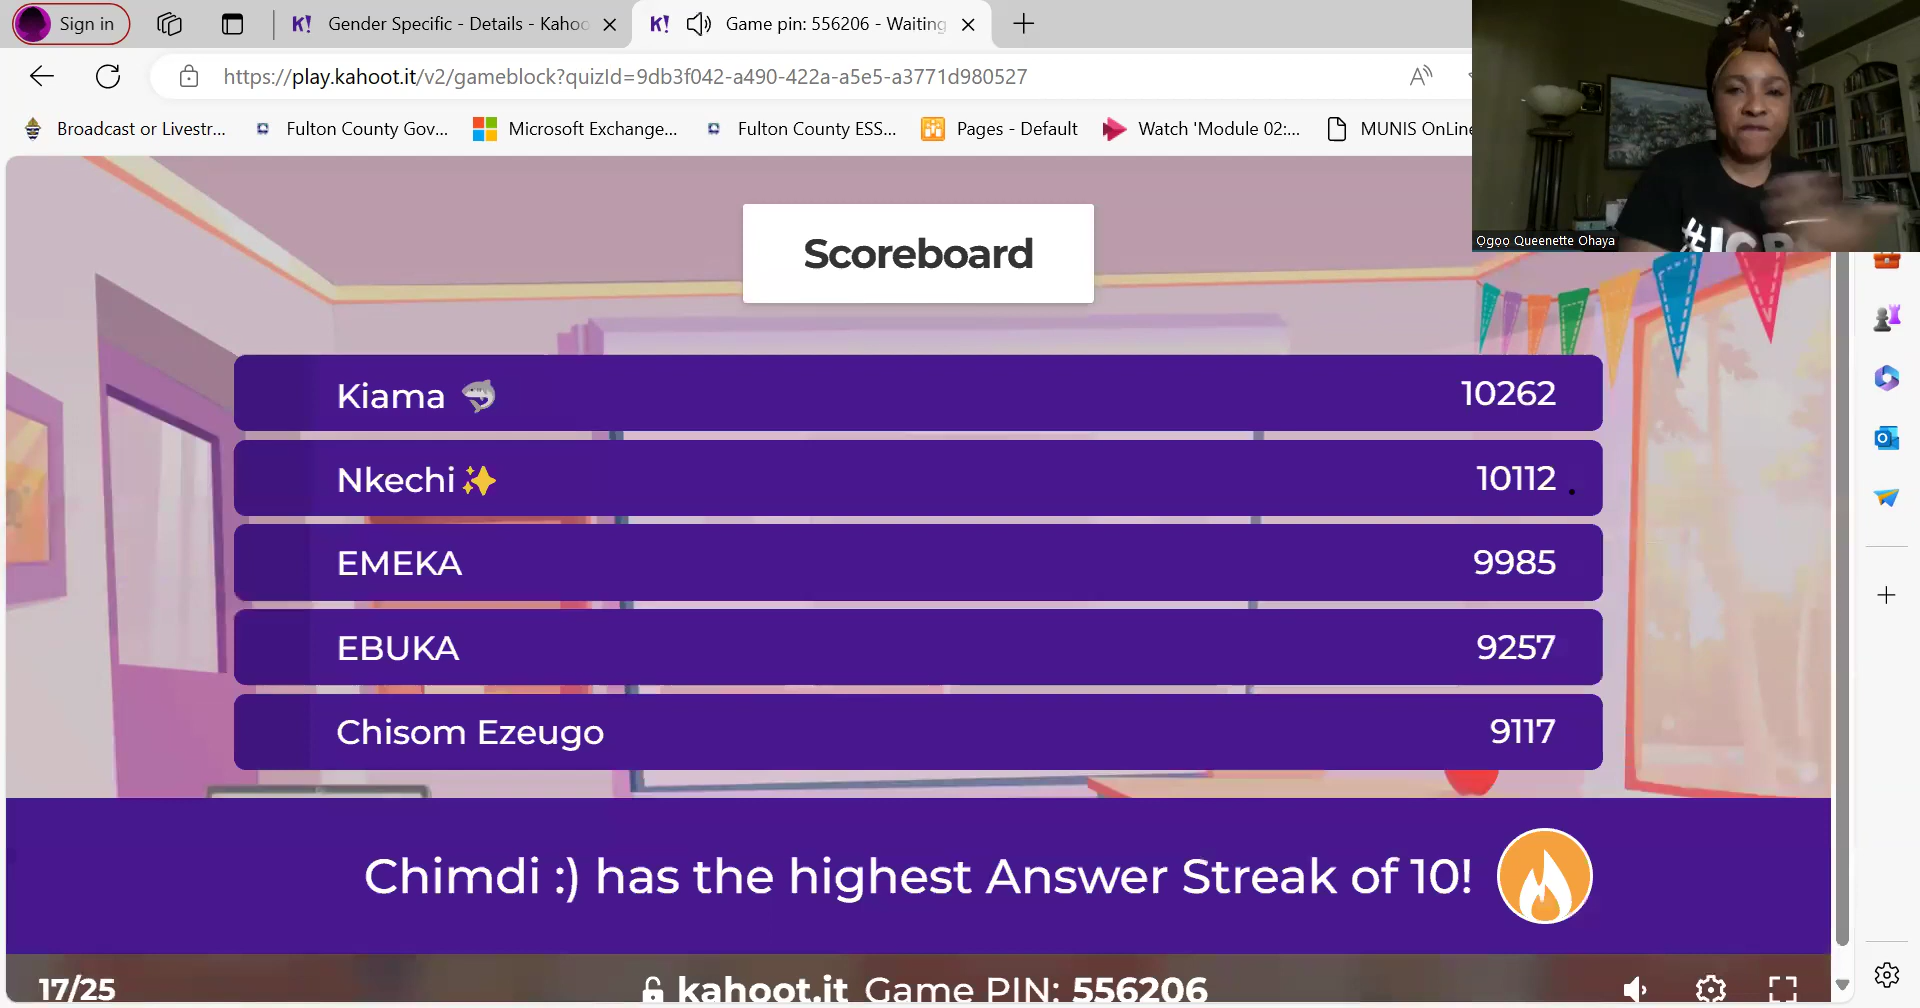 Sign in
K! Gender Specific - Details - Kahoo
K! Game pin: 556206 - Waiting
https://play.kahoot.it/v2/gameblock?quizId=9db3f042-a490-422a-a5e5-a3771d980527
Broadcast or Livestr...
Fulton County Gov...
Microsoft Exchange...
Fulton County ESS...
Pages - Default
Watch 'Module 02:...
MUNIS OnLine
Ogoo Queenette Ohaya
Scoreboard
Kiama 10262
Nkechi 10112
EMEKA 9985
EBUKA 9257
Chisom Ezeugo 9117
Chimdi :) has the highest Answer Streak of 10!
17/25
kahoot.it Game PIN: 556206